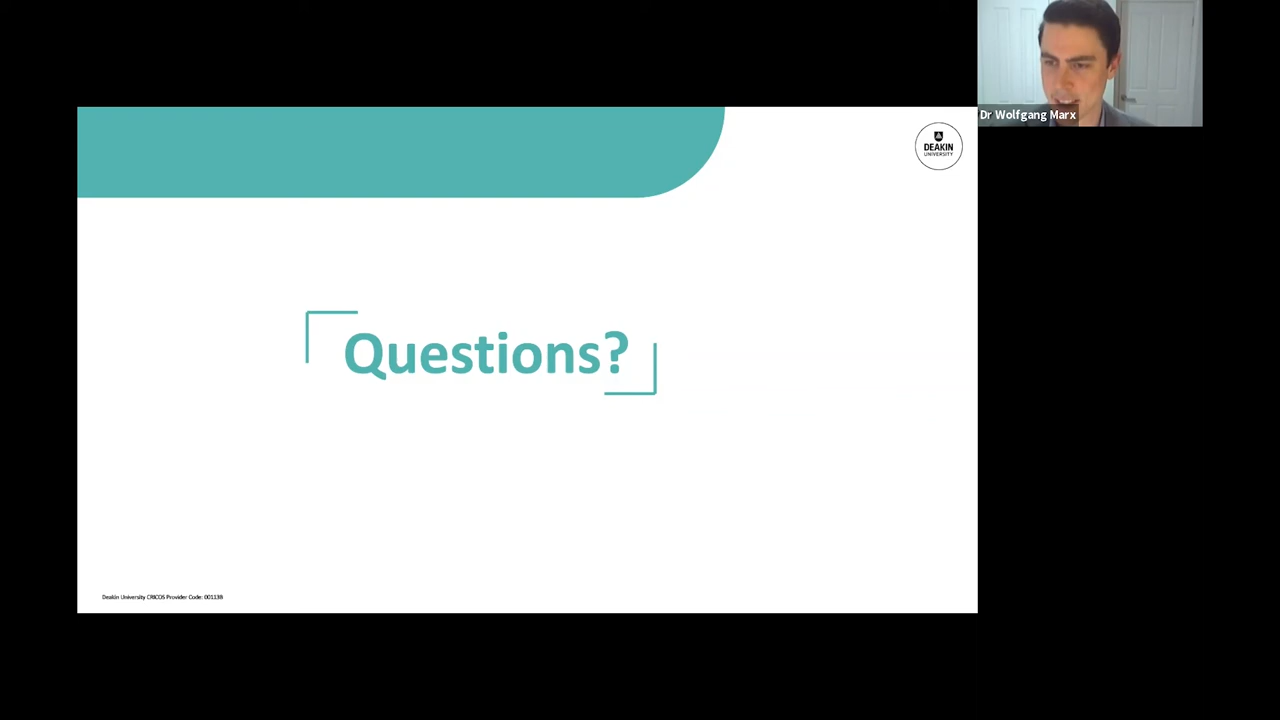 Dr Wolfgang Marx
DEAKIN
UNIVERSITY
Questions?
Deakin University CRICOS Provider Code: 00113B